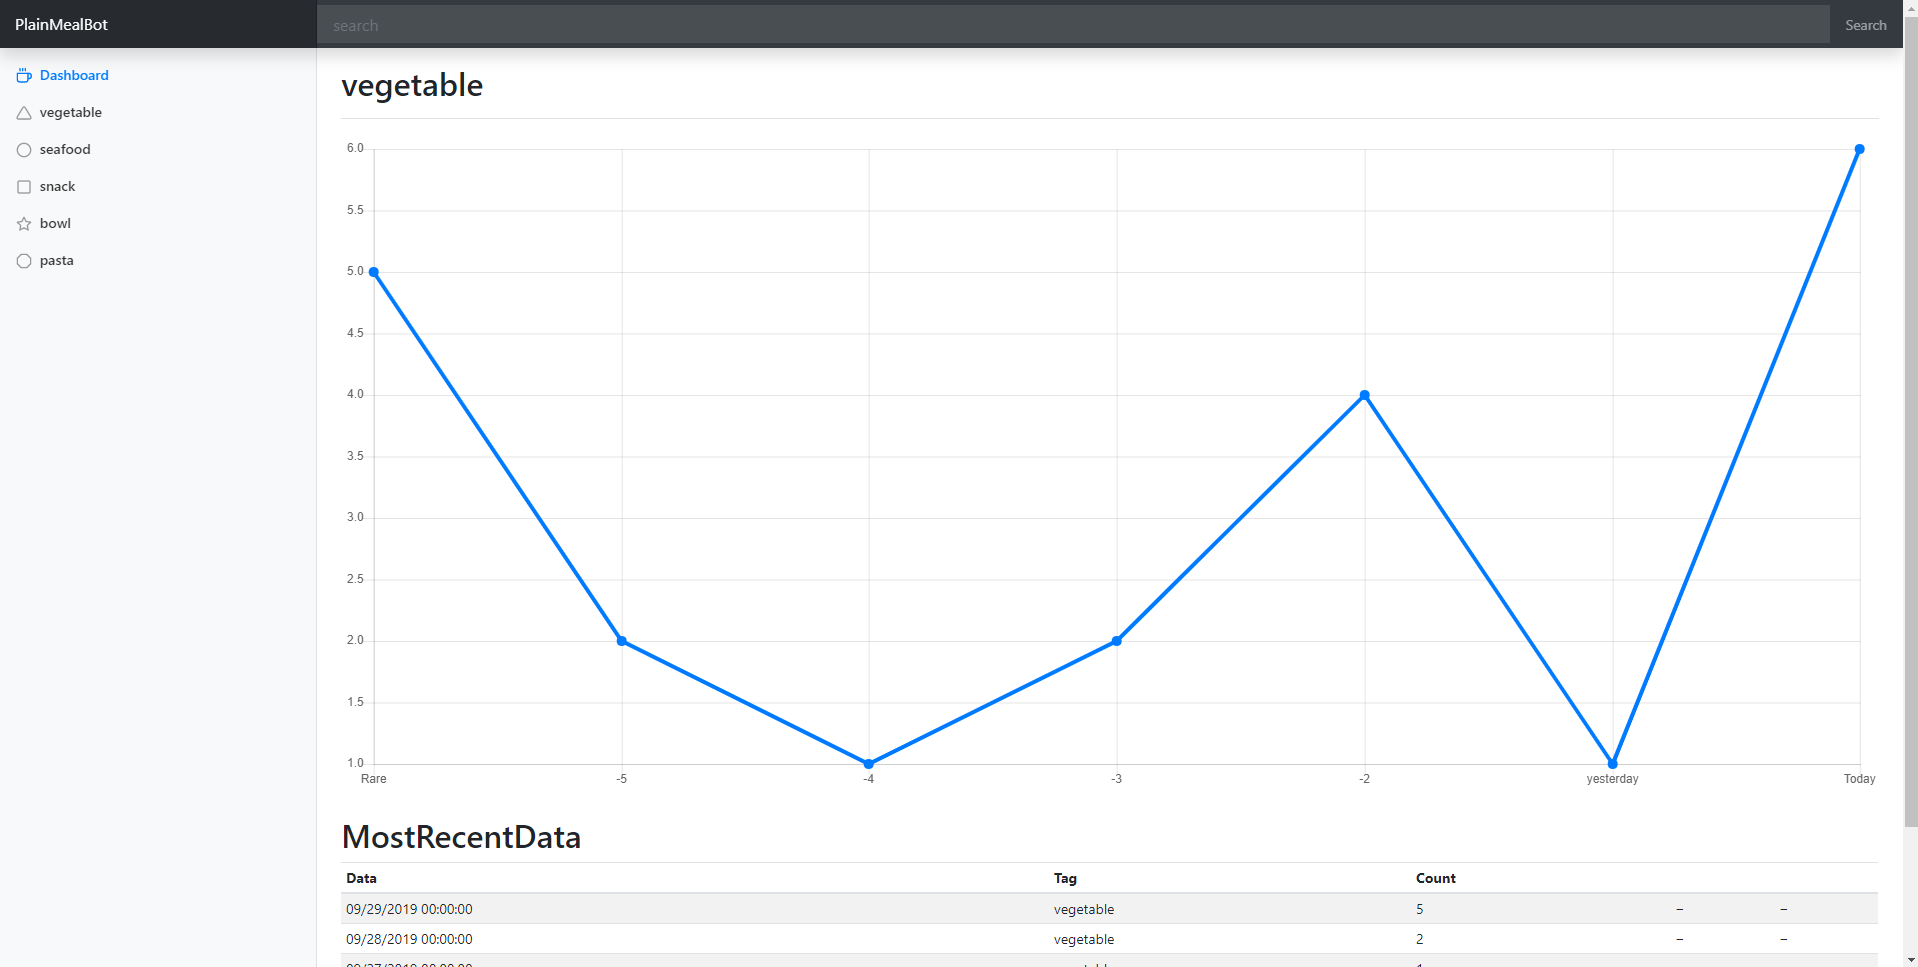 PlainMealBot
search
Search
Dashboard
vegetable
seafood
snack
bowl
pasta
vegetable
6.0
5.5
5.0
4.5
4.0
3.5
3.0
2.5
2.0
1.5
1.0
Rare -5 -4 -3 -2 yesterday Today
MostRecentData
Data Tag Count
09/29/2019 00:00:00 vegetable 5 – –
09/28/2019 00:00:00 vegetable 2 – –